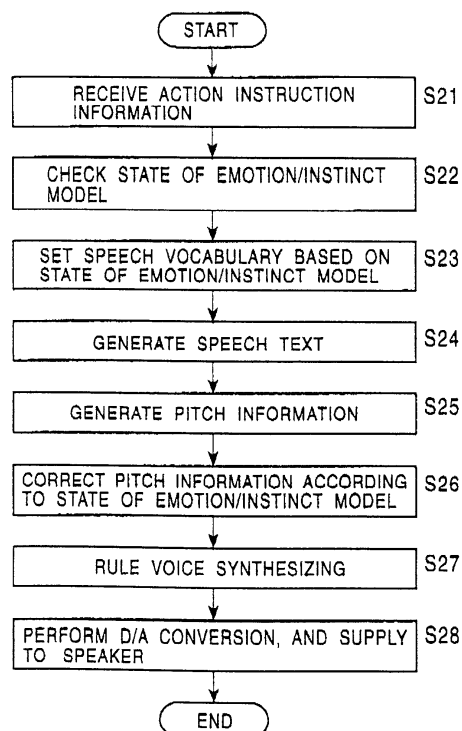 START
RECEIVE ACTION INSTRUCTION
INFORMATION
S21
CHECK STATE OF EMOTION/INSTINCT
MODEL
S22
SET SPEECH VOCABULARY BASED ON
STATE OF EMOTION/INSTINCT MODEL
S23
GENERATE SPEECH TEXT
S24
GENERATE PITCH INFORMATION
S25
CORRECT PITCH INFORMATION ACCORDING
TO STATE OF EMOTION/INSTINCT MODEL
S26
RULE VOICE SYNTHESIZING
S27
PERFORM D/A CONVERSION, AND SUPPLY
TO SPEAKER
S28
END